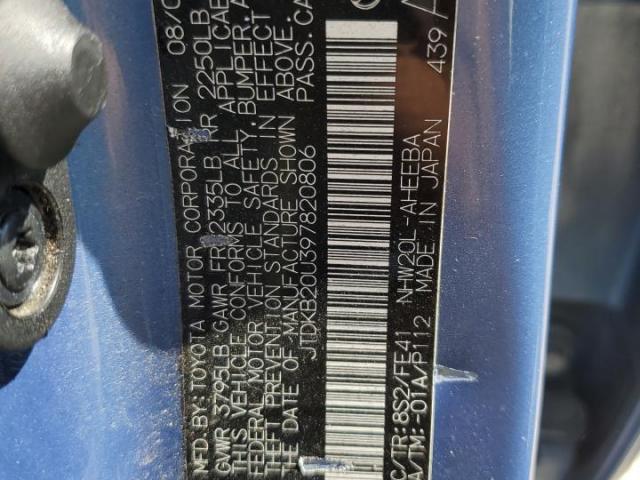 MFD. BY: TOYOTA MOTOR CORPORATION 08/0
GVWR 3795LB GAWR FR 2335LB RR 2250LB
THIS VEHICLE CONFORMS TO ALL APPLICAB
FEDERAL MOTOR VEHICLE SAFETY, BUMPER, A
THEFT PREVENTION STANDARDS IN EFFECT
THE DATE OF MANUFACTURE SHOWN ABOVE.
JTDKB20U397820806 PASS.CA
C/TR: 8S2/FE41 NHW20L-AHEEBA
A/TM: -01A/P112 MADE IN JAPAN 439